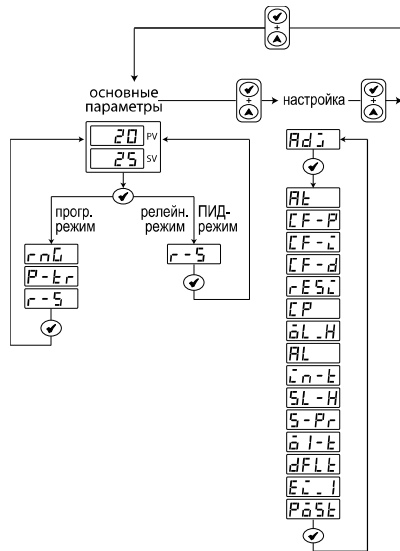 +
основные
параметры
+
настройка
+
20 PV
25 SV
прогр.
режим
релейн.
режим
ПИД-
режим
rnG
P-tr
r-S
r-S
Adj
At
CF-P
CF-i
CF-d
rESi
CP
oL_H
AL
in-t
SL-H
S-Pr
o1-t
dFLt
Ei_1
PoSt